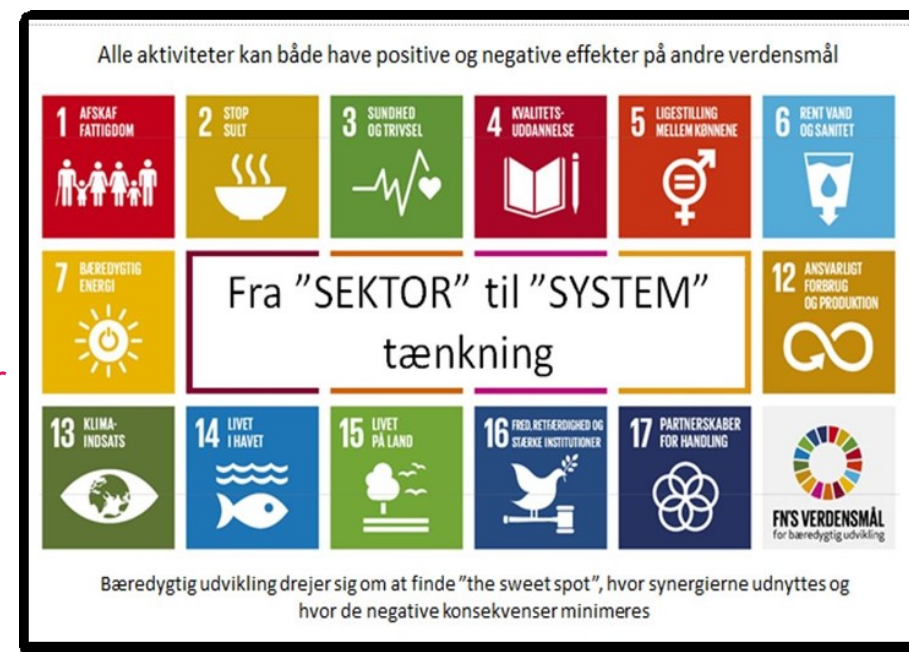 Alle aktiviteter kan både have positive og negative effekter på andre verdensmål
1 AFSKAF
FATTIGDOM
2 STOP
SULT
3 SUNDHED
OG TRIVSEL
4 KVALITETS-
UDDANNELSE
5 LIGESTILLING
MELLEM KØNNENE
6 RENT VAND
OG SANITET
7 BÆREDYGTIG
ENERGI
Fra ”SEKTOR” til ”SYSTEM”
tænkning
12 ANSVARLIGT
FORBRUG
OG PRODUKTION
13 KLIMA-
INDSATS
14 LIVET
I HAVET
15 LIVET
PÅ LAND
16 FRED, RETFÆRDIGHED OG
STÆRKE INSTITUTIONER
17 PARTNERSKABER
FOR HANDLING
FN'S VERDENSMÅL
for bæredygtig udvikling
Bæredygtig udvikling drejer sig om at finde ”the sweet spot”, hvor synergierne udnyttes og
hvor de negative konsekvenser minimeres